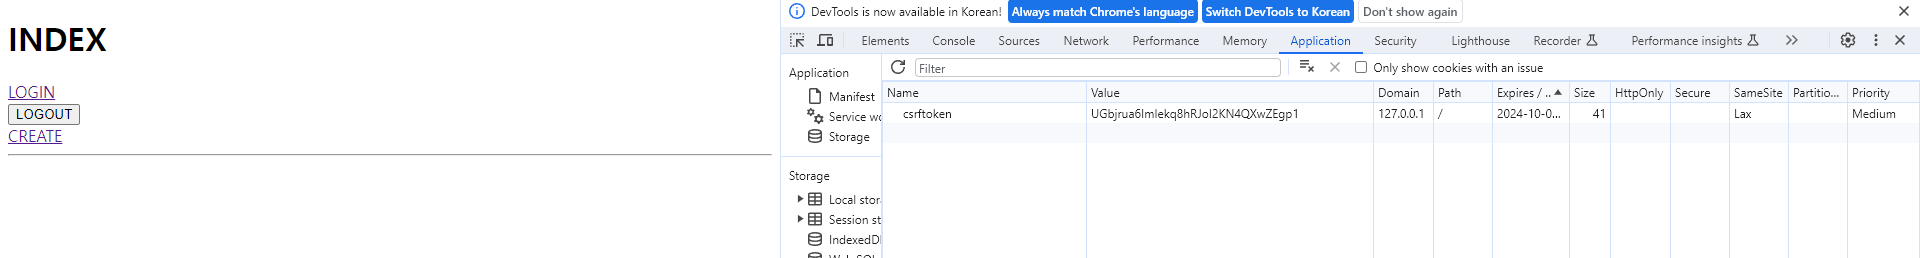 INDEX
LOGIN
LOGOUT
CREATE
DevTools is now available in Korean! Always match Chrome's language Switch DevTools to Korean Don't show again
Elements Console Sources Network Performance Memory Application Security Lighthouse Recorder Performance insights
Application
Manifest
Service wo
Storage
Storage
Local stor
Session st
IndexedD
Filter
Only show cookies with an issue
Name Value Domain Path Expires / ... Size HttpOnly Secure SameSite Partitio... Priority
csrftoken 127.0.0.1 / 2024-10-0... 41 Lax Medium